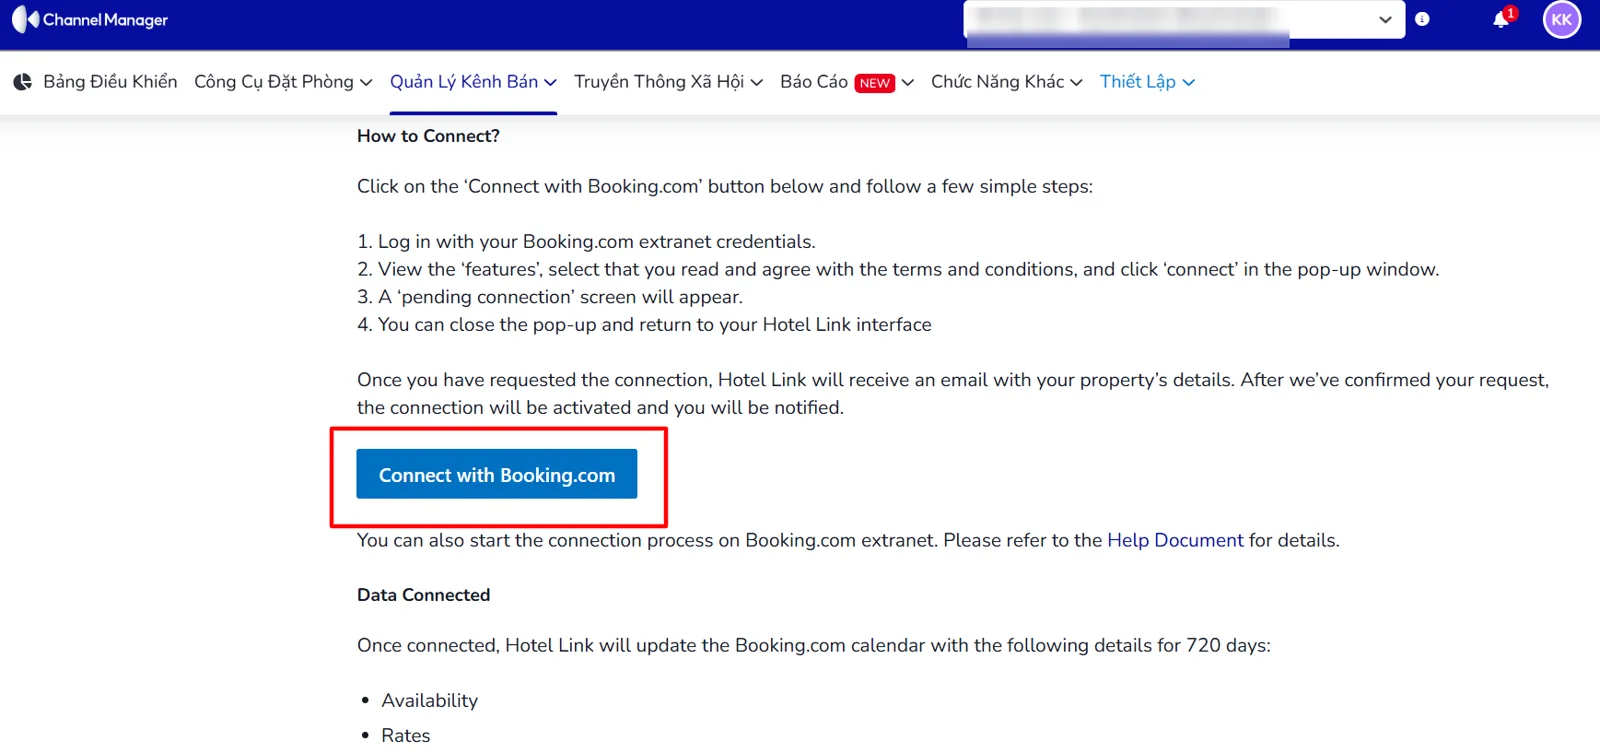 Channel Manager
1
KK
Bảng Điều Khiển Công Cụ Đặt Phòng Quản Lý Kênh Bán Truyền Thông Xã Hội Báo Cáo NEW Chức Năng Khác Thiết Lập
How to Connect?
Click on the ‘Connect with Booking.com’ button below and follow a few simple steps:
1. Log in with your Booking.com extranet credentials.
2. View the ‘features’, select that you read and agree with the terms and conditions, and click ‘connect’ in the pop-up window.
3. A ‘pending connection’ screen will appear.
4. You can close the pop-up and return to your Hotel Link interface
Once you have requested the connection, Hotel Link will receive an email with your property’s details. After we’ve confirmed your request,
the connection will be activated and you will be notified.
Connect with Booking.com
You can also start the connection process on Booking.com extranet. Please refer to the Help Document for details.
Data Connected
Once connected, Hotel Link will update the Booking.com calendar with the following details for 720 days:
• Availability
• Rates